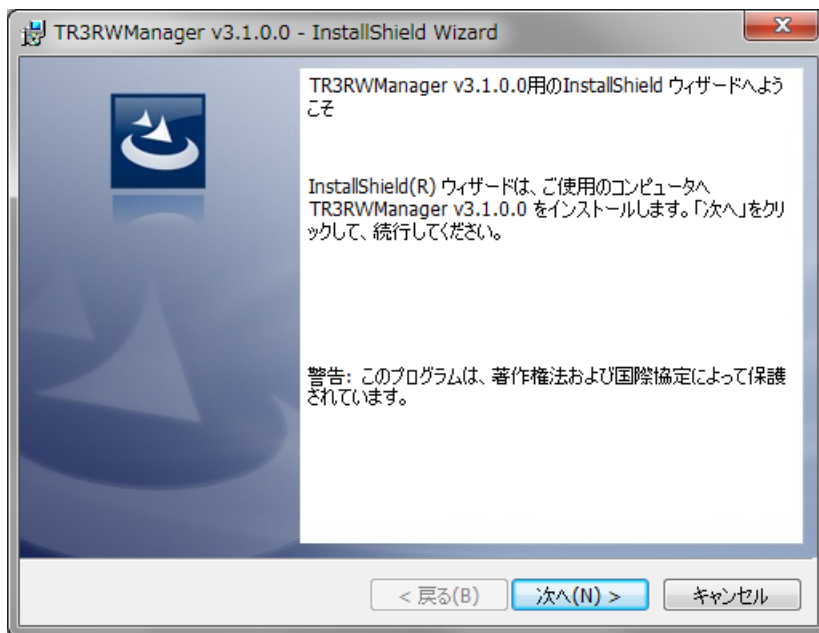 TR3RWManager v3.1.0.0 - InstallShield Wizard
TR3RWManager v3.1.0.0用のInstallShield ウィザードへよう
こそ
InstallShield(R) ウィザードは、ご使用のコンピュータへ
TR3RWManager v3.1.0.0 をインストールします。「次へ」をクリ
ックして、続行してください。
警告: このプログラムは、著作権法および国際協定によって保護
されています。
< 戻る(B)
次へ(N) >
キャンセル